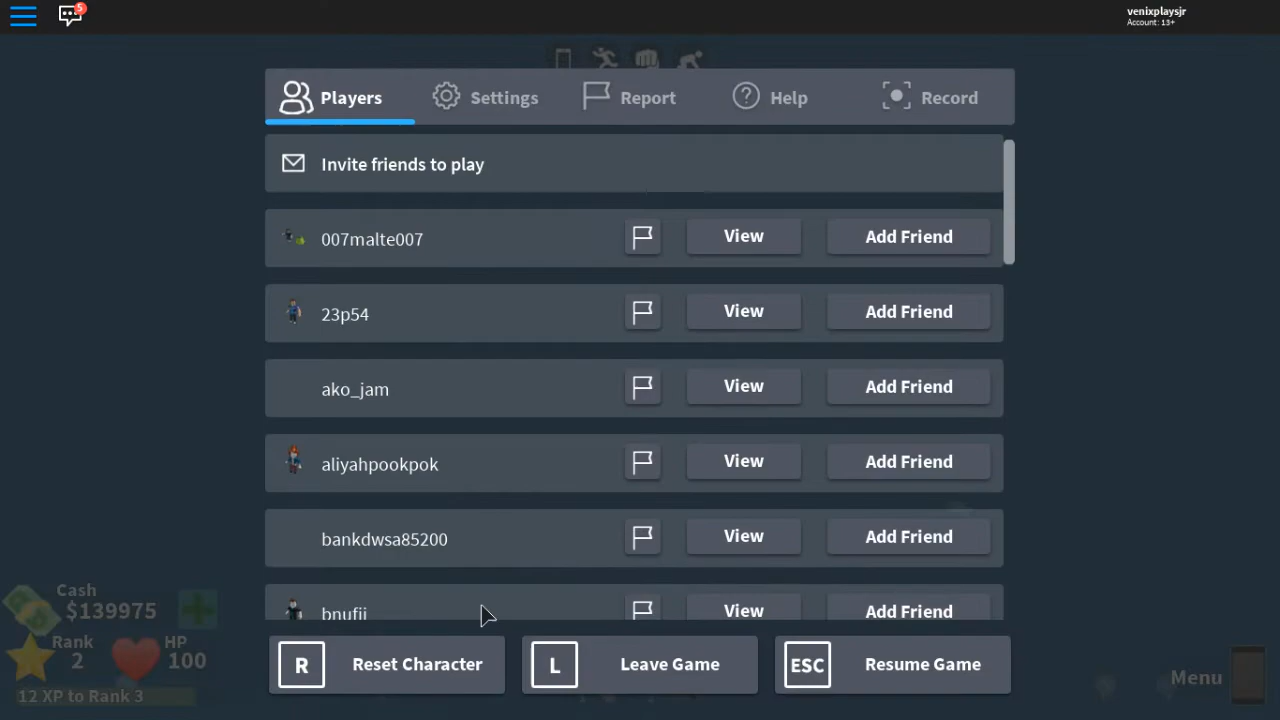 5
venixplaysjr
Account: 13+
Players
Settings
Report
Help
Record
Invite friends to play
007malte007
View
Add Friend
23p54
View
Add Friend
ako_jam
View
Add Friend
aliyahpookpok
View
Add Friend
bankdwsa85200
View
Add Friend
bnufii
View
Add Friend
Cash
$139975
Rank
2
HP
100
12 XP to Rank 3
R
Reset Character
L
Leave Game
ESC
Resume Game
Menu